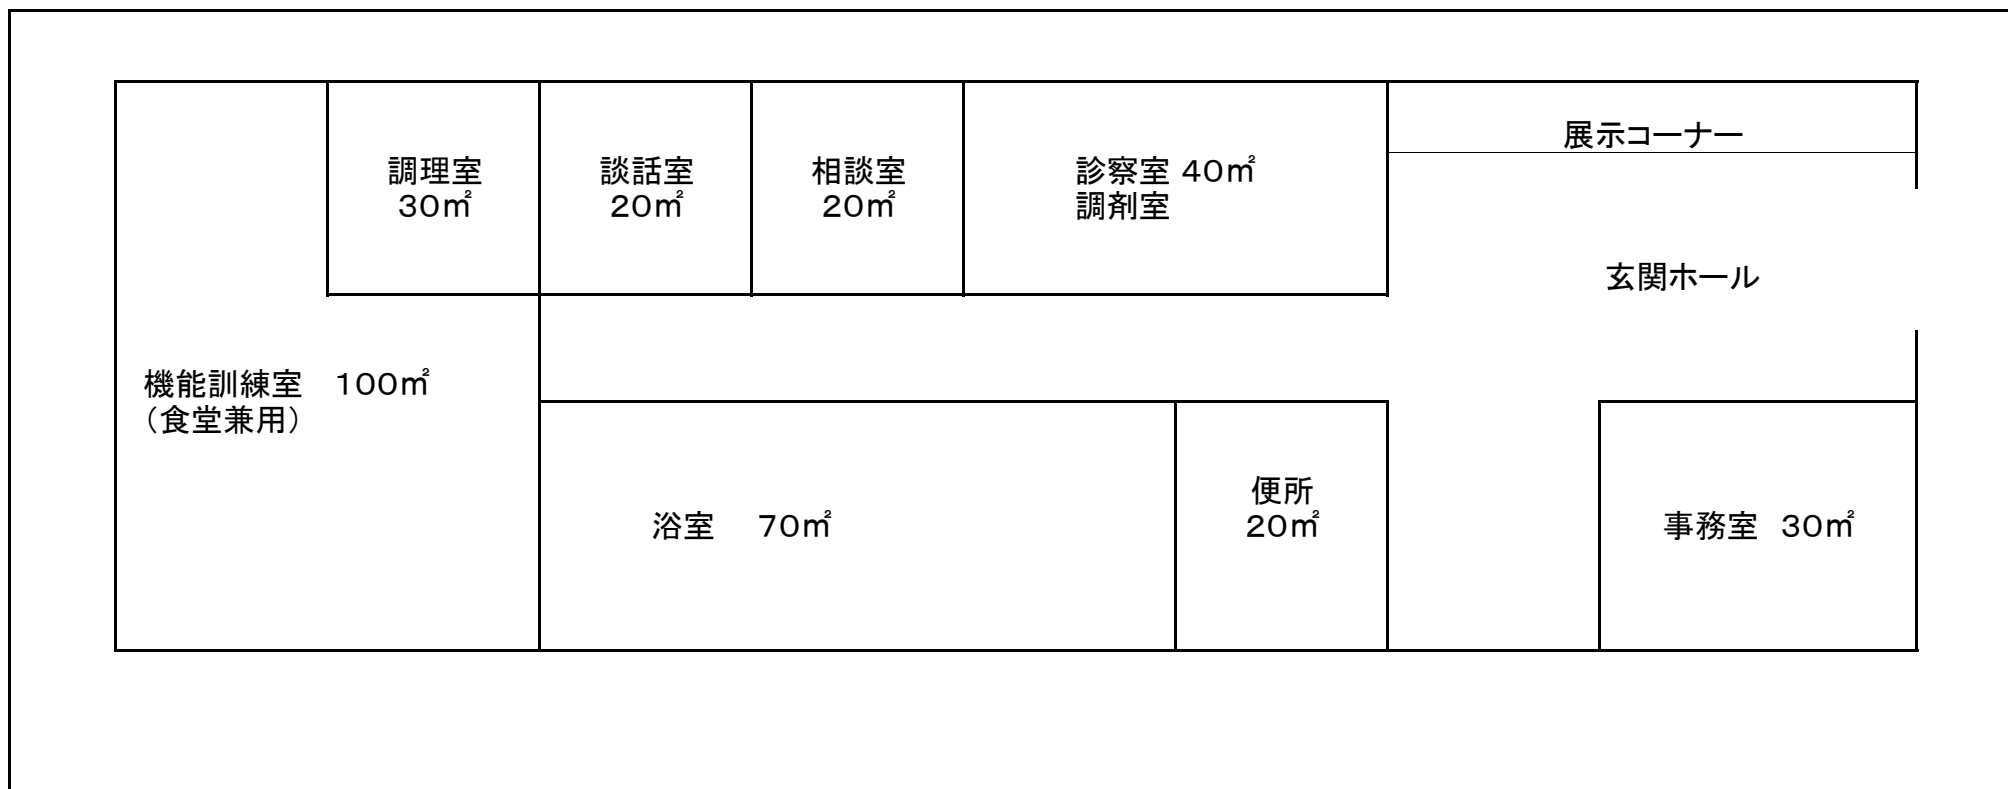 展示コーナー
調理室
30㎡
談話室
20㎡
相談室
20㎡
診察室 40㎡
調剤室
玄関ホール
機能訓練室　100㎡
（食堂兼用）
浴室　70㎡
便所
20㎡
事務室　30㎡